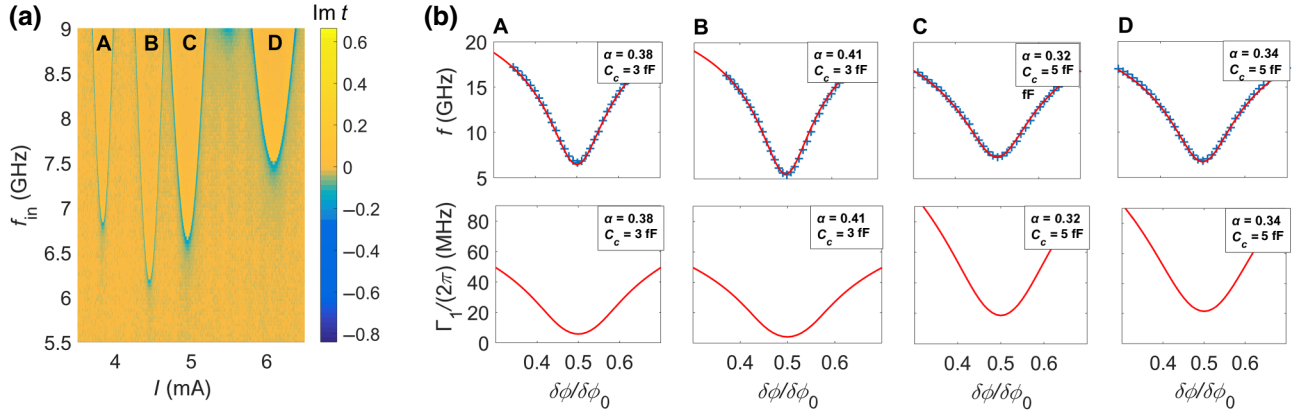 (a)
Im t
A B C D
9
8.5
8
7.5
7
6.5
6
5.5
f_in (GHz)
4 5 6
I (mA)
0.6
0.4
0.2
0
−0.2
−0.4
−0.6
−0.8
(b)
A
α = 0.38
C_c = 3 fF
f (GHz)
20
15
10
5
B
α = 0.41
C_c = 3 fF
C
α = 0.32
C_c = 5 fF
fF
D
α = 0.34
C_c = 5 fF
α = 0.38
C_c = 3 fF
Γ_1/(2π) (MHz)
80
60
40
20
0
0.4 0.5 0.6
δϕ/δϕ_0
α = 0.41
C_c = 3 fF
0.4 0.5 0.6
δϕ/δϕ_0
α = 0.32
C_c = 5 fF
0.4 0.5 0.6
δϕ/δϕ_0
α = 0.34
C_c = 5 fF
0.4 0.5 0.6
δϕ/δϕ_0